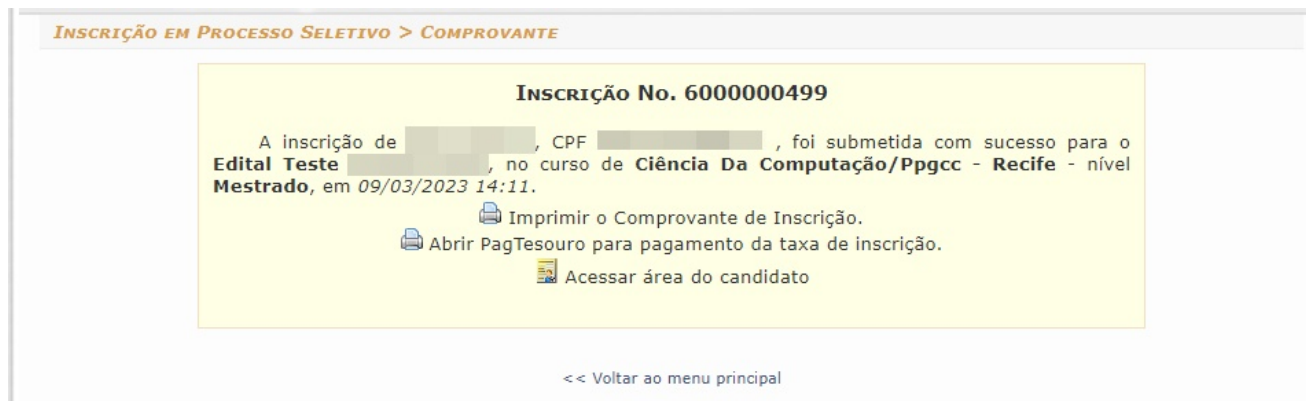 Inscrição em Processo Seletivo > Comprovante
Inscrição No. 6000000499
A inscrição de , CPF , foi submetida com sucesso para o
Edital Teste , no curso de Ciência Da Computação/Ppgcc - Recife - nível
Mestrado, em 09/03/2023 14:11.
Imprimir o Comprovante de Inscrição.
Abrir PagTesouro para pagamento da taxa de inscrição.
Acessar área do candidato
<< Voltar ao menu principal